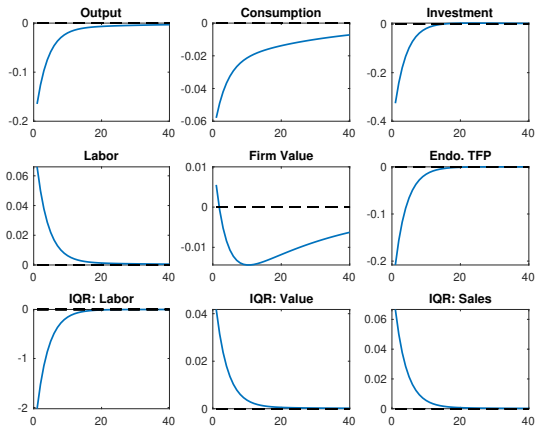 Output Consumption Investment
0 0 0
-0.02
-0.1 -0.2
-0.04
-0.2 -0.06 -0.4
0 20 40 0 20 40 0 20 40
Labor Firm Value Endo. TFP
0.06 0.01 0
0.04 0
-0.1
0.02 -0.01
0 -0.2
0 20 40 0 20 40 0 20 40
IQR: Labor IQR: Value IQR: Sales
0 0.04 0.06
-1 0.02 0.04
0.02
-2 0 0
0 20 40 0 20 40 0 20 40